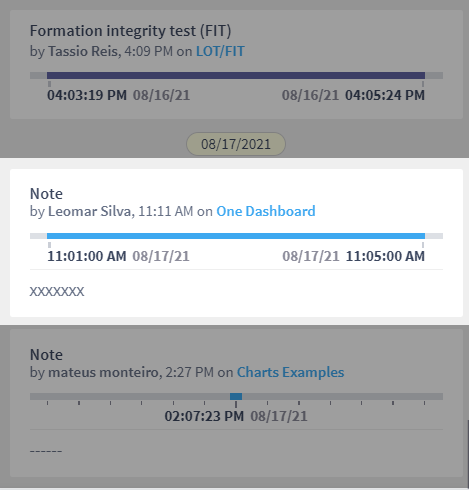 Formation integrity test (FIT)
by Tassio Reis, 4:09 PM on LOT/FIT
04:03:19 PM 08/16/21 08/16/21 04:05:24 PM
08/17/2021
Note
by Leomar Silva, 11:11 AM on One Dashboard
11:01:00 AM 08/17/21 08/17/21 11:05:00 AM
XXXXXXX
Note
by mateus monteiro, 2:27 PM on Charts Examples
02:07:23 PM 08/17/21
------